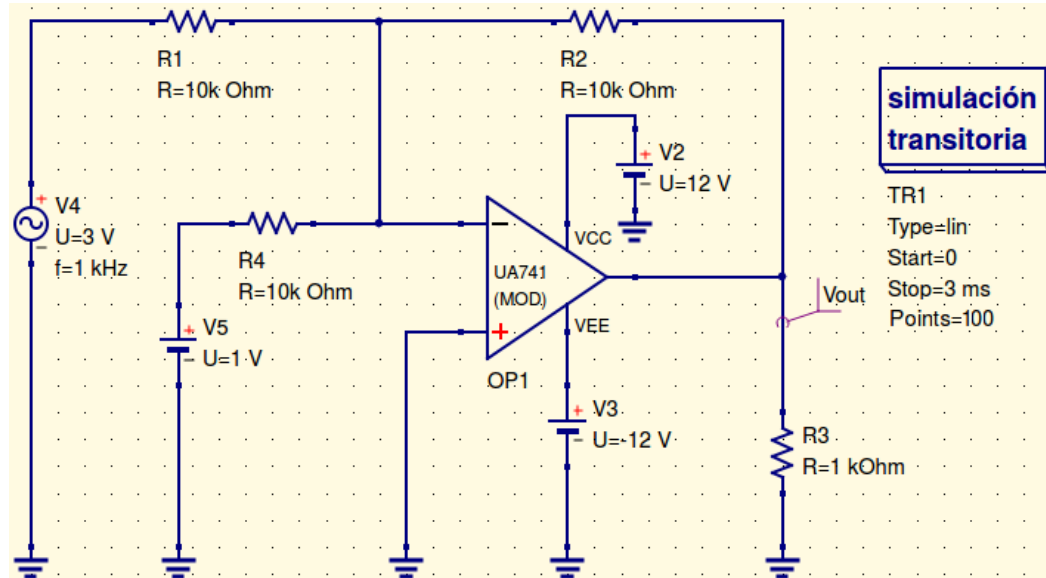 R1
R=10k Ohm
R2
R=10k Ohm
simulación
transitoria
V2
U=12 V
TR1
Type=lin
Start=0
Stop=3 ms
Points=100
V4
U=3 V
f=1 kHz
R4
R=10k Ohm
VCC
UA741
(MOD)
VEE
OP1
Vout
V5
U=1 V
V3
U=-12 V
R3
R=1 kOhm